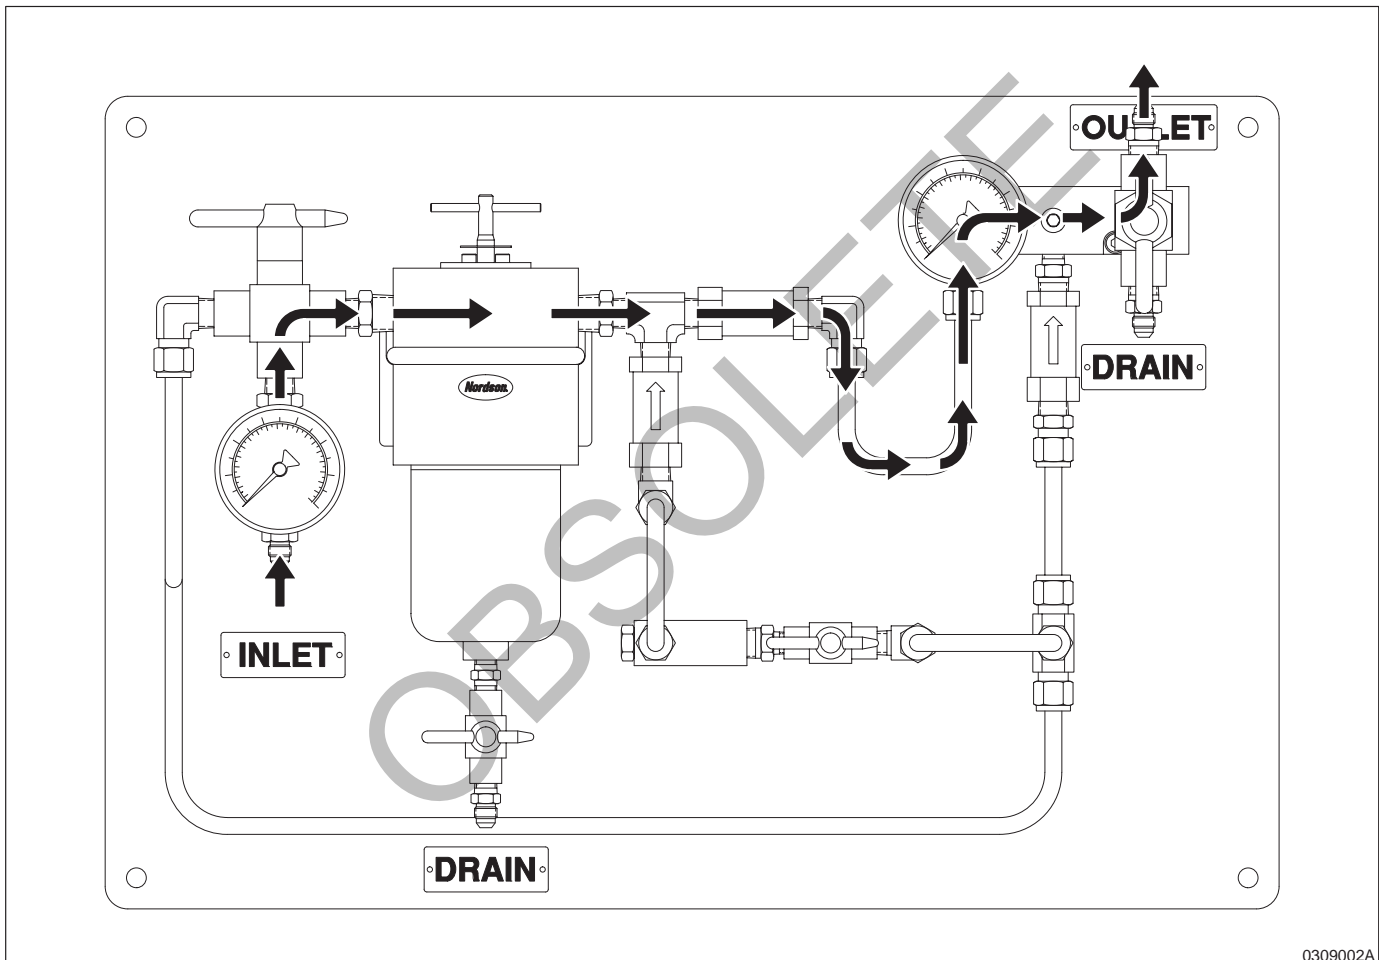 OUTLET
DRAIN
Nordson
INLET
DRAIN
OBSOLETE
0309002A